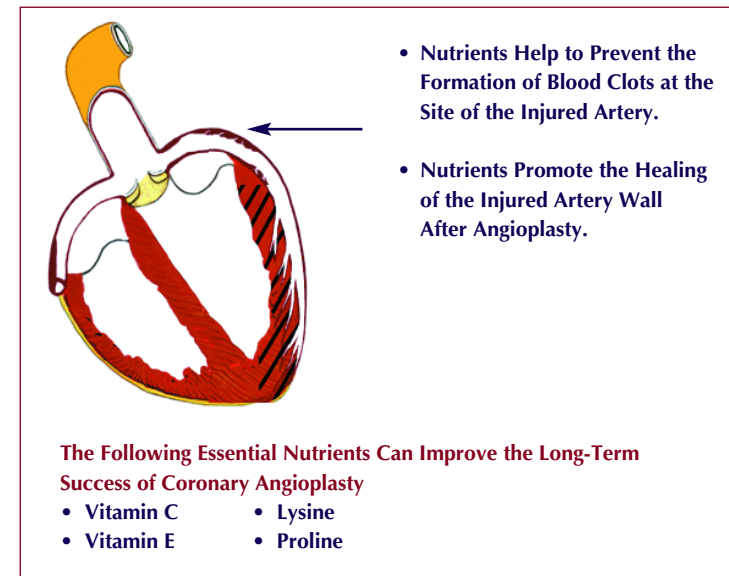 • Nutrients Help to Prevent the
Formation of Blood Clots at the
Site of the Injured Artery.
• Nutrients Promote the Healing
of the Injured Artery Wall
After Angioplasty.
The Following Essential Nutrients Can Improve the Long-Term
Success of Coronary Angioplasty
• Vitamin C • Lysine
• Vitamin E • Proline